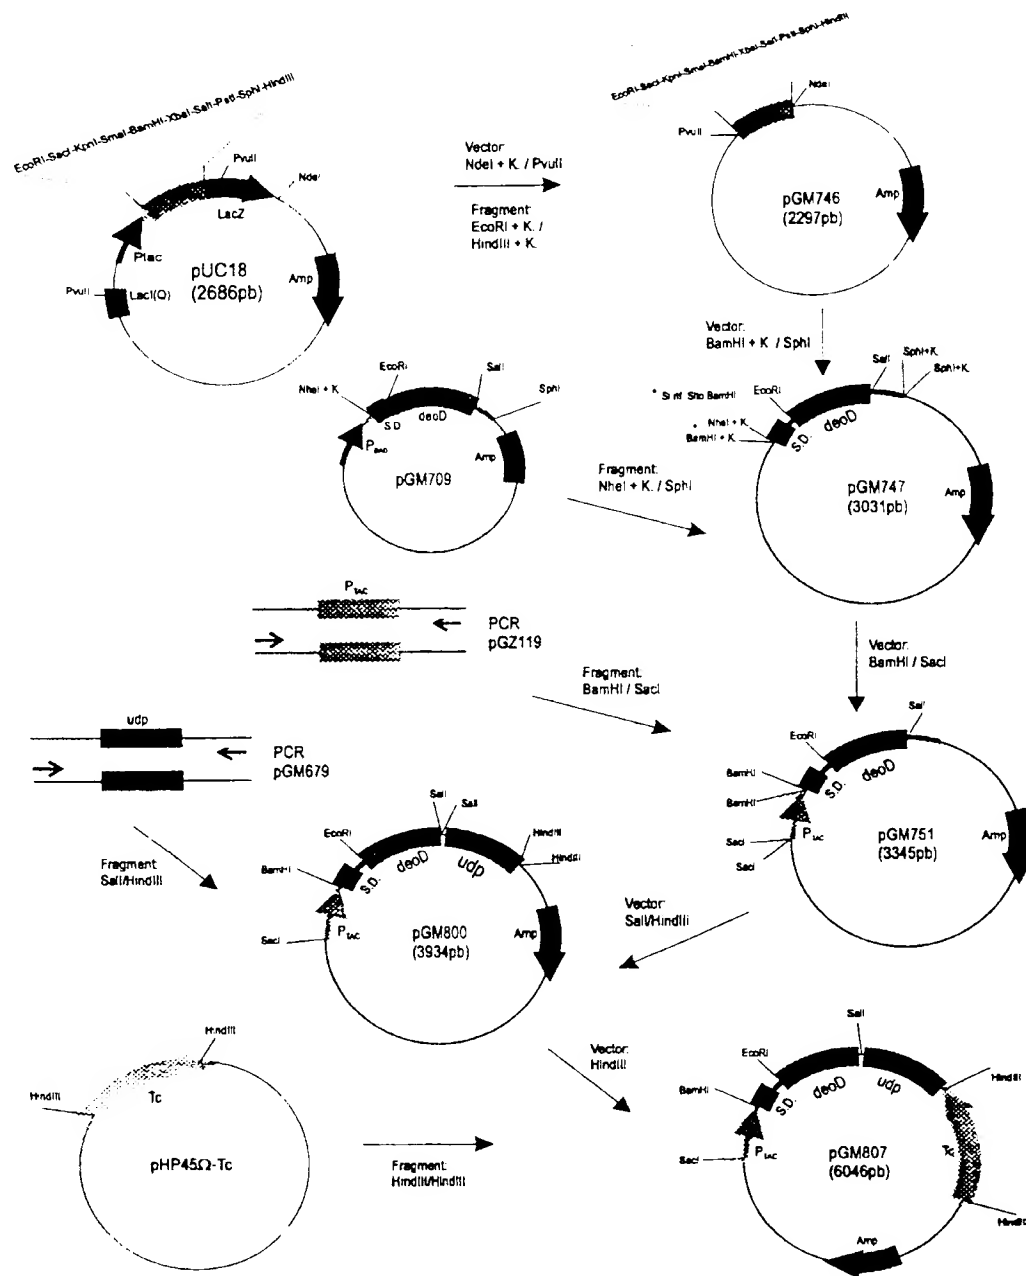 EcoRI-SacI-KpnI-SmaI-BamHI-XbaI-SalI-PstI-SphI-HindIII
PvuII
NdeI
LacZ
Plac
pUC18
(2686pb)
Amp
PvuII
LacI(Q)
Vector:
NdeI + K. / PvuII
Fragment:
EcoRI + K. /
HindIII + K.
EcoRI-SacI-KpnI-SmaI-BamHI-XbaI-SalI-PstI-SphI-HindIII
NdeI
PvuII
pGM746
(2297pb)
Amp
Vector:
BamHI + K. / SphI
EcoRI
SalI
NheI + K.
SphI
S.D.
deoD
PBAD
Amp
pGM709
Fragment:
NheI + K. / SphI
SalI
SphI+K.
SphI+K.
EcoRI
* Sito BamHI
* NheI + K.
BamHI + K.
S.D.
deoD
pGM747
(3031pb)
Amp
PTAC
PCR
pGZ119
Fragment:
BamHI / SacI
Vector:
BamHI / SacI
udp
PCR
pGM679
Fragment:
SalI/HindIII
SalI
EcoRI
BamHI
BamHI
S.D.
deoD
PTAC
SacI
SacI
pGM751
(3345pb)
Amp
Vector:
SalI/HindIII
SalI
SalI
EcoRI
HindIII
HindIII
BamHI
S.D.
deoD
udp
SacI
PTAC
pGM800
(3934pb)
Amp
HindIII
HindIII
Tc
pHP45Ω-Tc
Fragment:
HindIII/HindIII
Vector:
HindIII
SalI
EcoRI
HindIII
BamHI
S.D.
deoD
udp
SacI
PTAC
pGM807
(6046pb)
Tc
HindIII
Amp